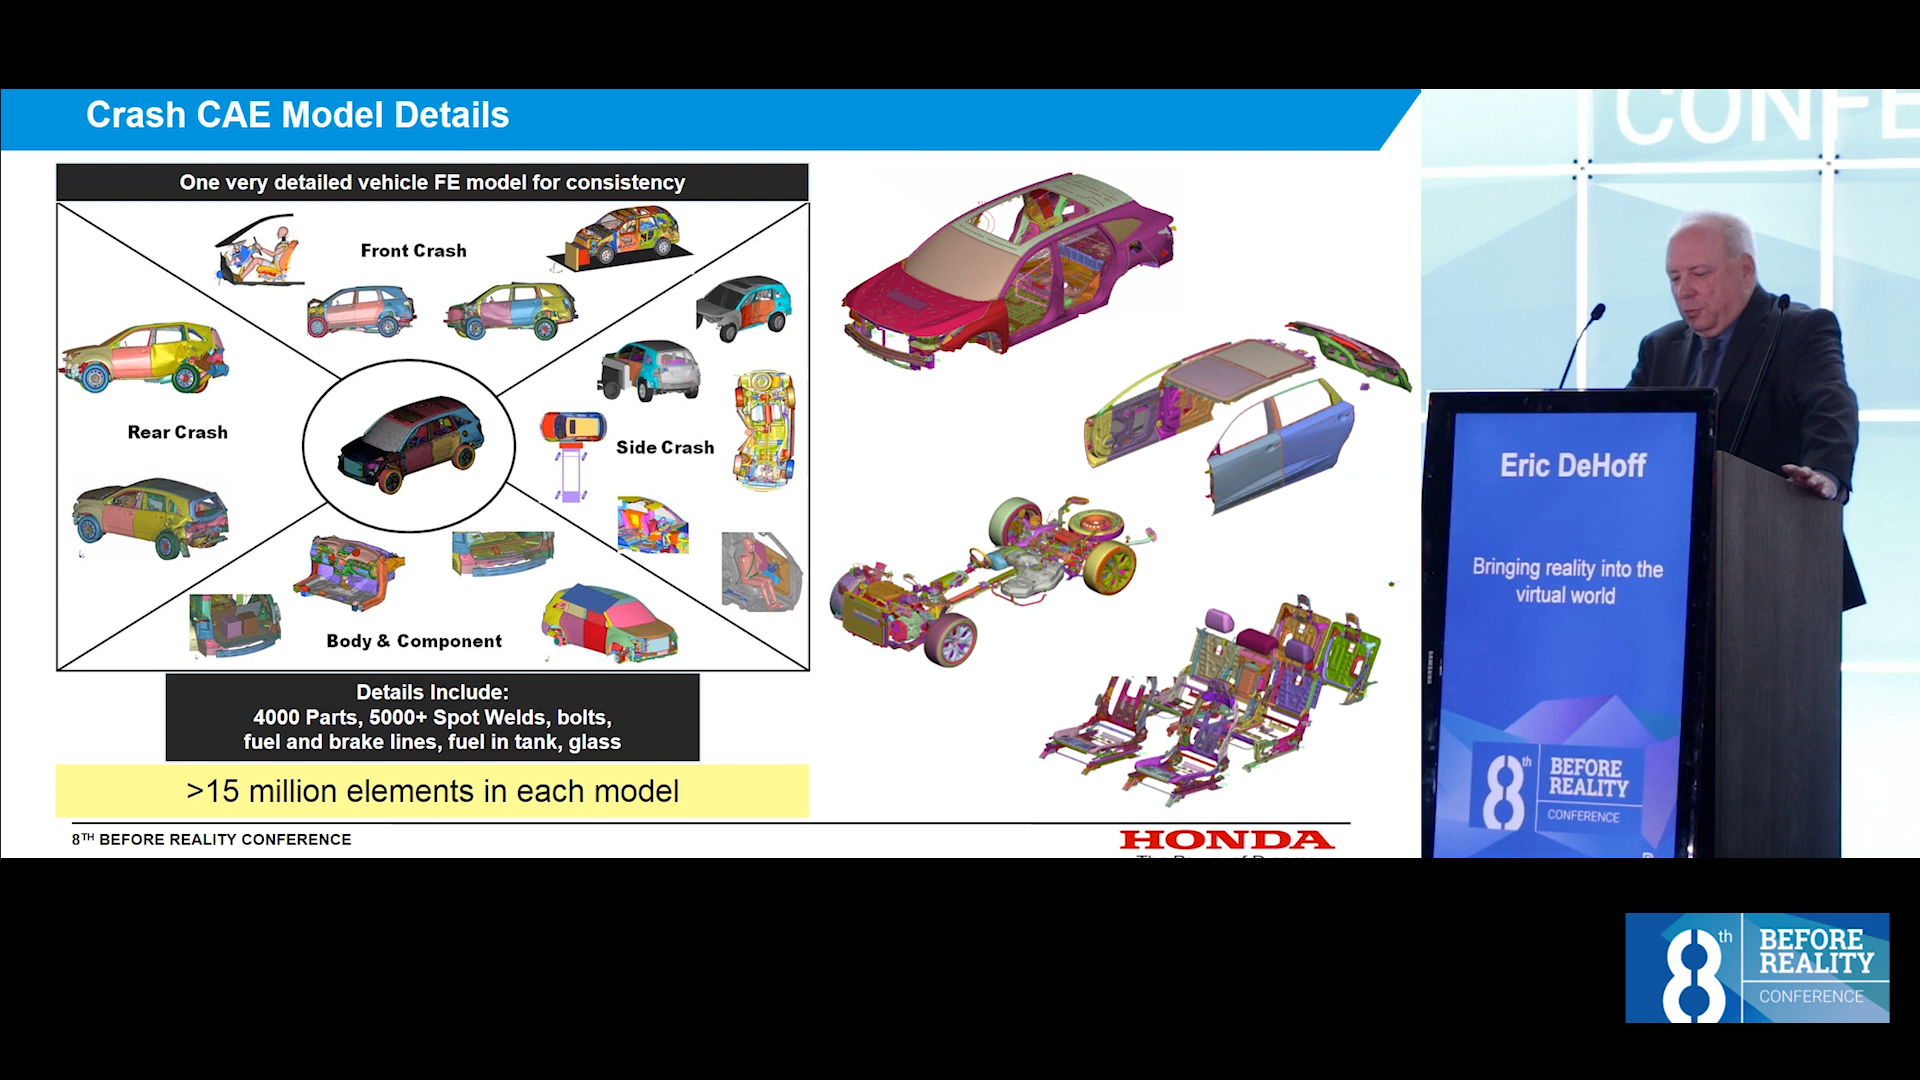 Crash CAE Model Details
One very detailed vehicle FE model for consistency
Front Crash
Rear Crash
Side Crash
Body & Component
Details Include:
4000 Parts, 5000+ Spot Welds, bolts,
fuel and brake lines, fuel in tank, glass
>15 million elements in each model
8TH BEFORE REALITY CONFERENCE
HONDA
CONFE
Eric DeHoff
Bringing reality into the
virtual world
8th
BEFORE
REALITY
CONFERENCE
SAMSUNG
8th
BEFORE
REALITY
CONFERENCE